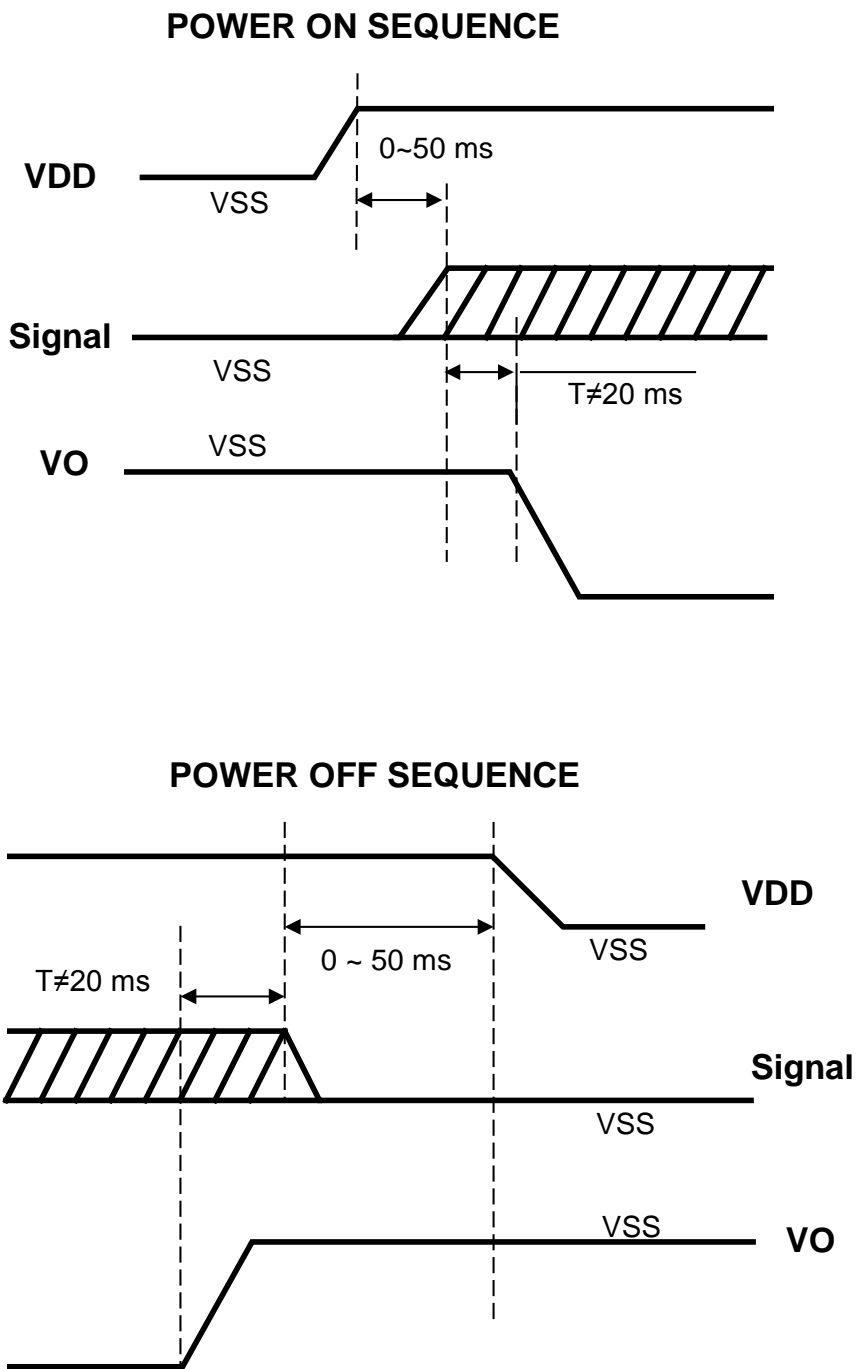 POWER ON SEQUENCE
0~50 ms
VDD
VSS
Signal
VSS
T≠20 ms
VSS
VO
POWER OFF SEQUENCE
VDD
0 ~ 50 ms
VSS
T≠20 ms
Signal
VSS
VSS
VO